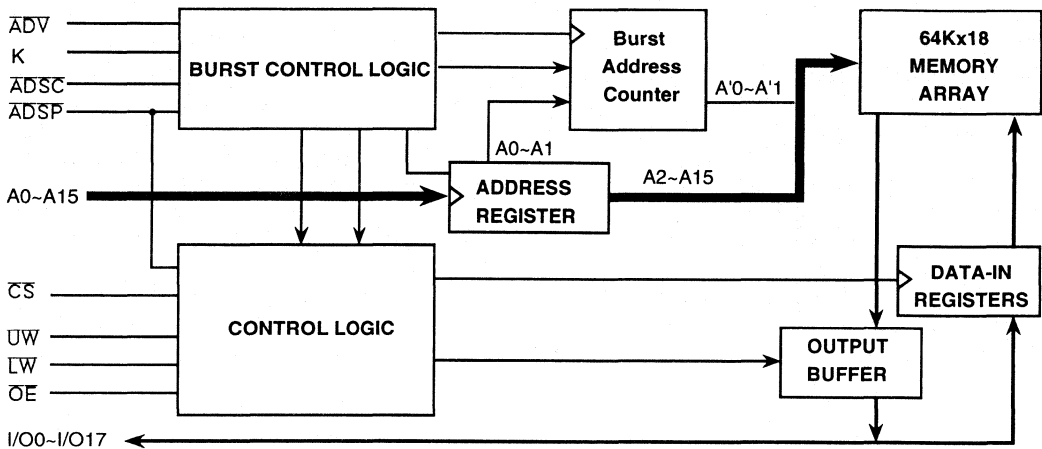 ADV
K
ADSC
ADSP
BURST CONTROL LOGIC
Burst
Address
Counter
A'0~A'1
64Kx18
MEMORY
ARRAY
A0~A1
A0~A15
ADDRESS
REGISTER
A2~A15
CS
UW
LW
OE
CONTROL LOGIC
DATA-IN
REGISTERS
OUTPUT
BUFFER
I/O0~I/O17